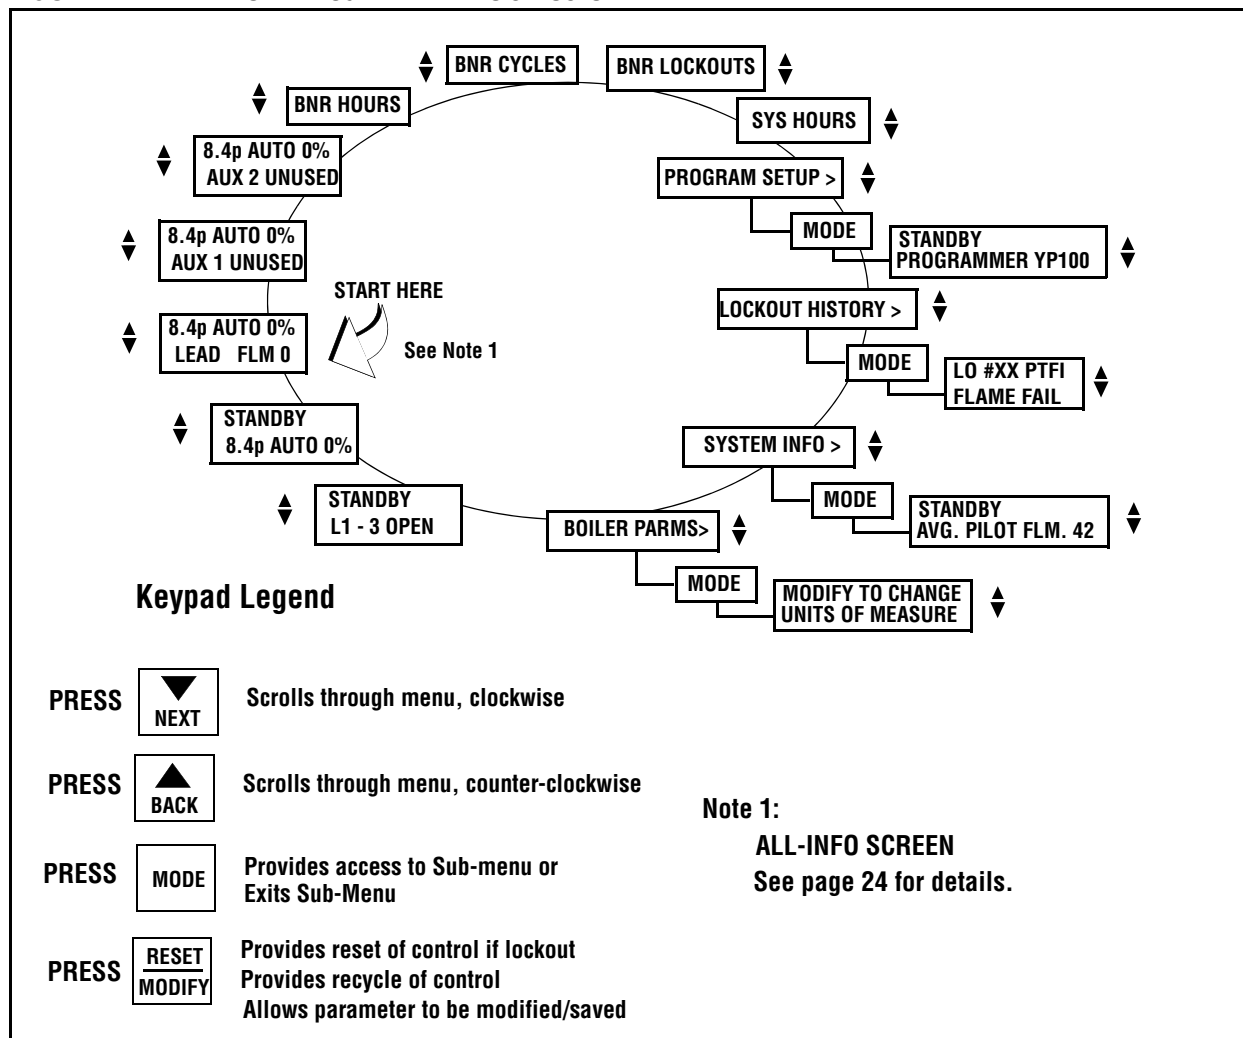 BNR CYCLES
BNR LOCKOUTS
BNR HOURS
SYS HOURS
8.4p AUTO 0%
AUX 2 UNUSED
PROGRAM SETUP >
MODE
STANDBY
PROGRAMMER YP100
8.4p AUTO 0%
AUX 1 UNUSED
START HERE
See Note 1
LOCKOUT HISTORY >
MODE
LO #XX PTFI
FLAME FAIL
8.4p AUTO 0%
LEAD FLM 0
STANDBY
8.4p AUTO 0%
SYSTEM INFO >
MODE
STANDBY
AVG. PILOT FLM. 42
STANDBY
L1 - 3 OPEN
BOILER PARMS>
MODE
MODIFY TO CHANGE
UNITS OF MEASURE
Keypad Legend
PRESS
NEXT
Scrolls through menu, clockwise
PRESS
BACK
Scrolls through menu, counter-clockwise
PRESS
MODE
Provides access to Sub-menu or
Exits Sub-Menu
PRESS
RESET
MODIFY
Provides reset of control if lockout
Provides recycle of control
Allows parameter to be modified/saved
Note 1:
ALL-INFO SCREEN
See page 24 for details.